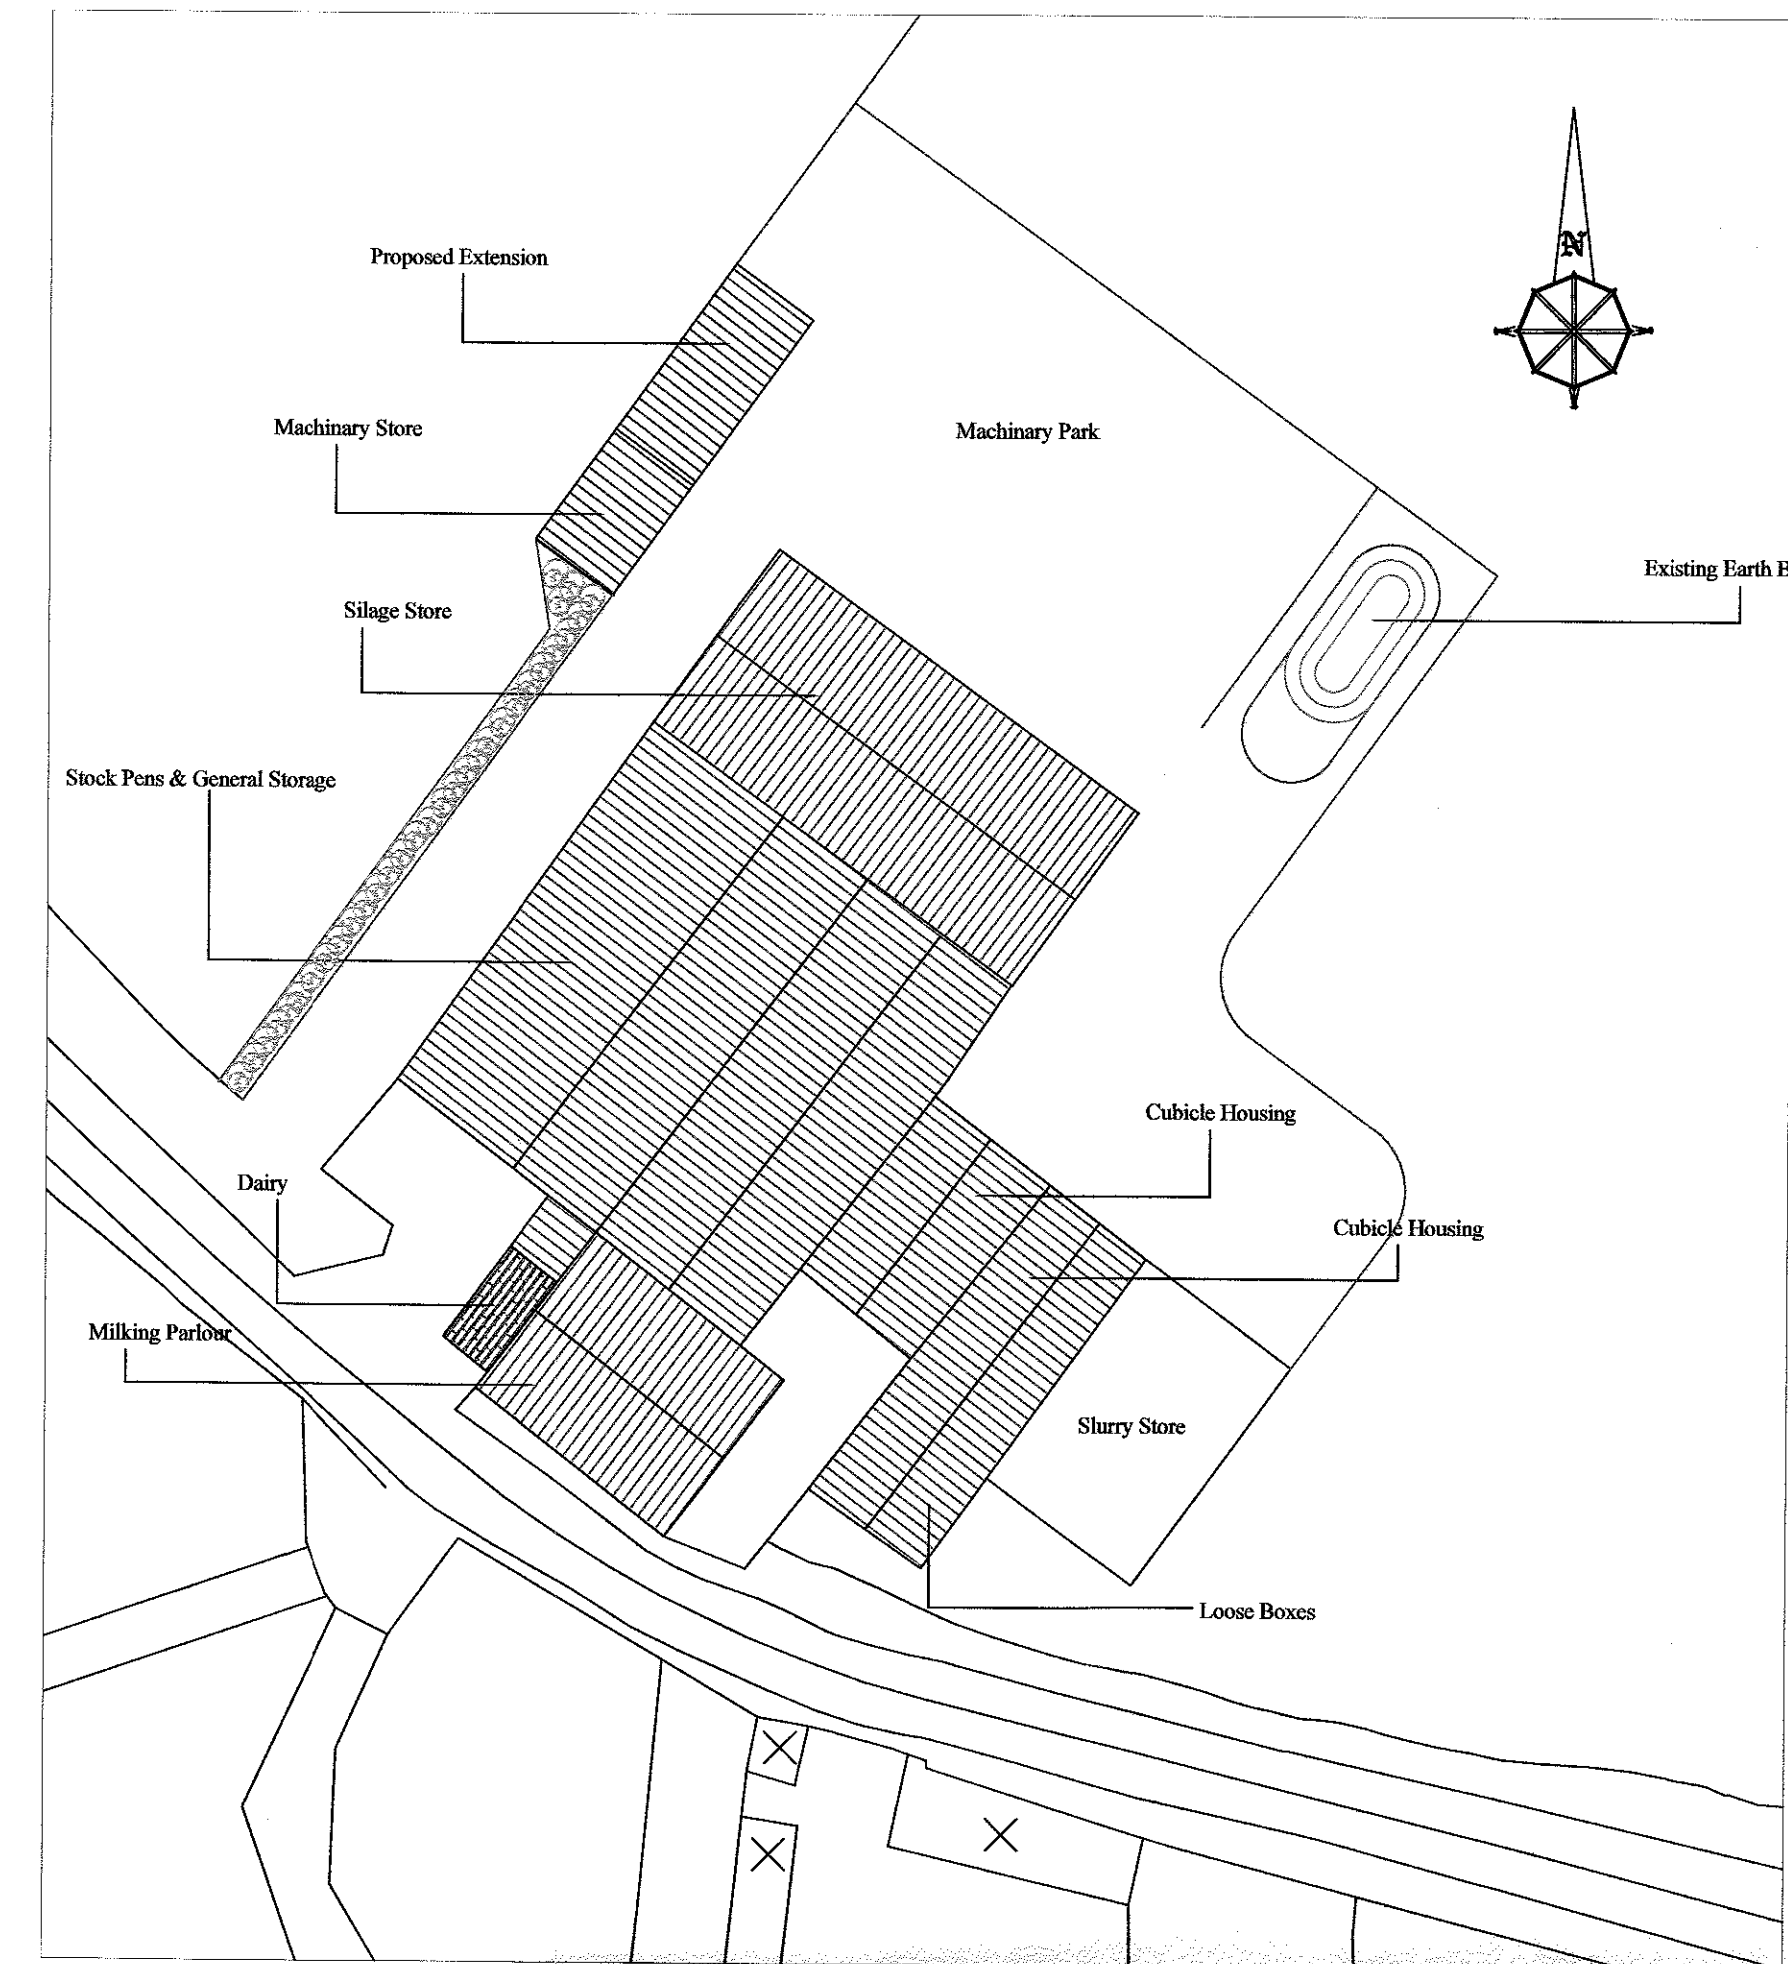 N
Proposed Extension
Machinary Store
Machinary Park
Existing Earth B
Silage Store
Stock Pens & General Storage
Cubicle Housing
Dairy
Cubicle Housing
Milking Parlour
Slurry Store
Loose Boxes